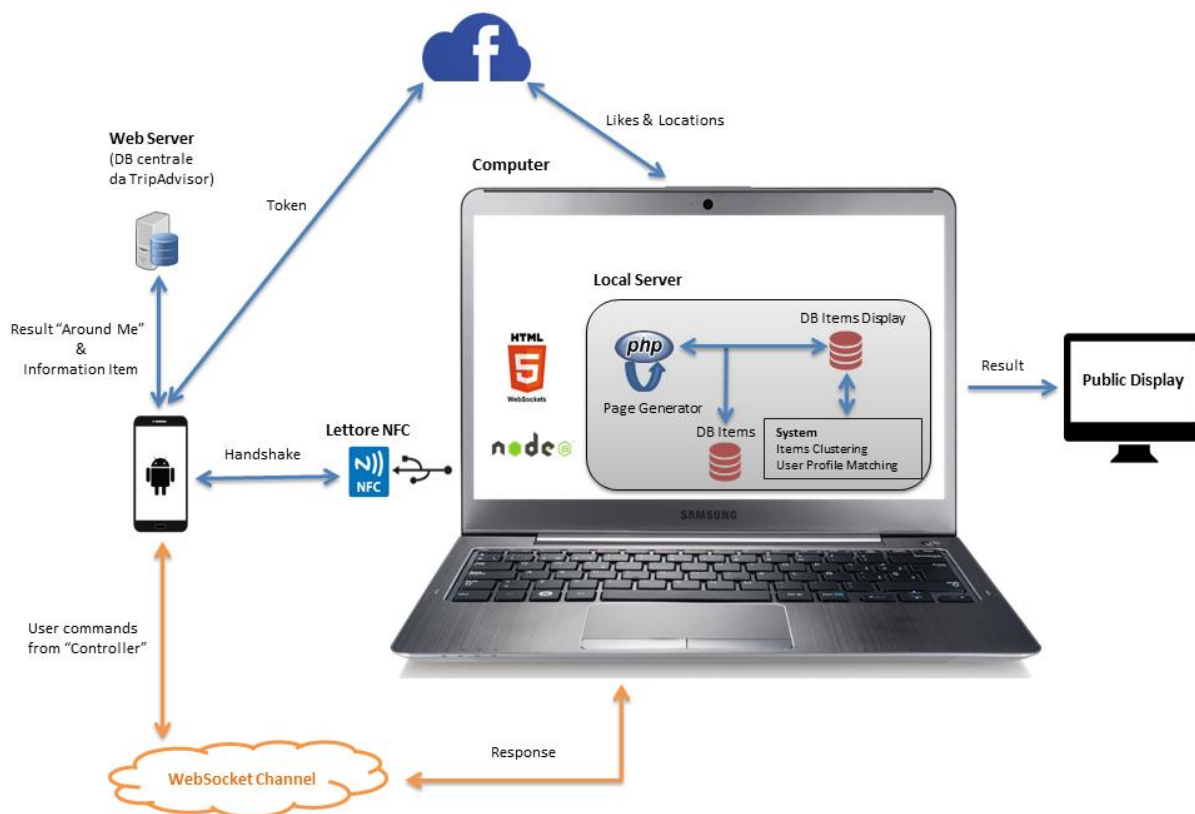 f
Likes & Locations
Web Server
(DB centrale
da TripAdvisor)
Computer
Token
Local Server
DB Items Display
HTML
5
WebSockets
php
Page Generator
Result
Public Display
Result "Around Me"
&
Information Item
DB Items
System
Items Clustering
User Profile Matching
Lettore NFC
Handshake
N
NFC
node
JS
SAMSUNG
User commands
from "Controller"
Response
WebSocket Channel